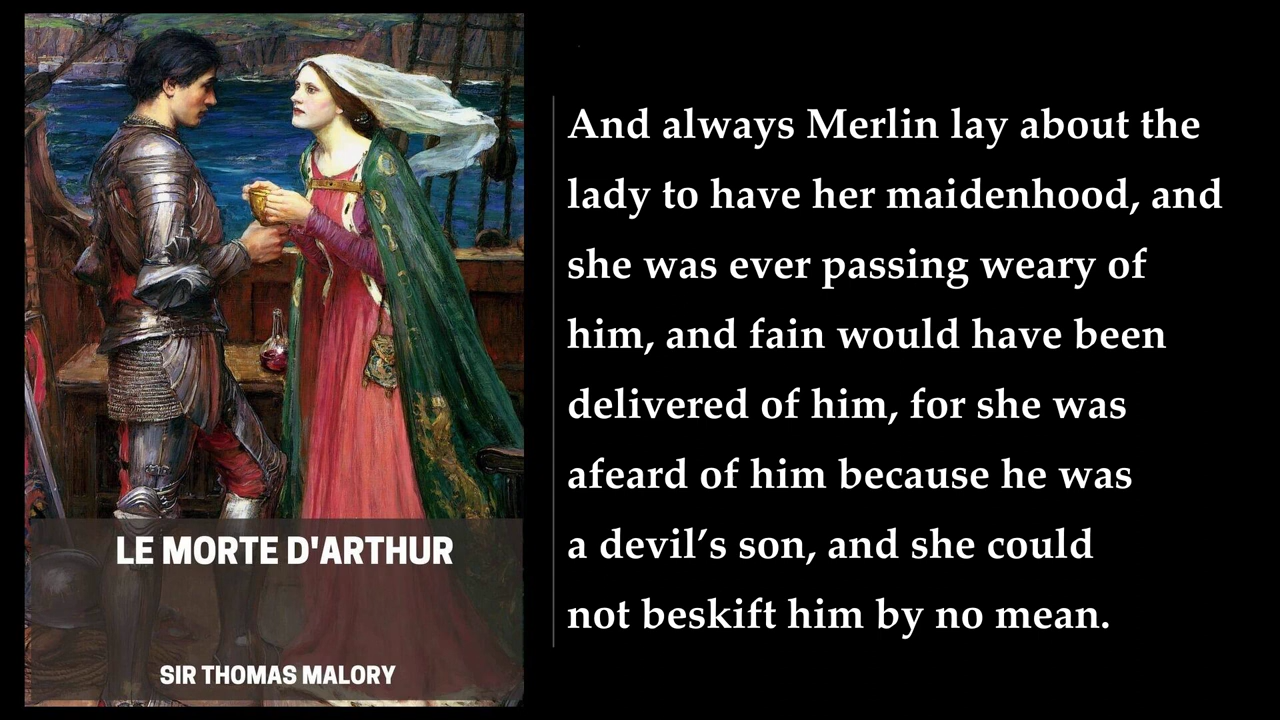 LE MORTE D'ARTHUR
SIR THOMAS MALORY
And always Merlin lay about the
lady to have her maidenhood, and
she was ever passing weary of
him, and fain would have been
delivered of him, for she was
afeard of him because he was
a devil’s son, and she could
not beskift him by no mean.